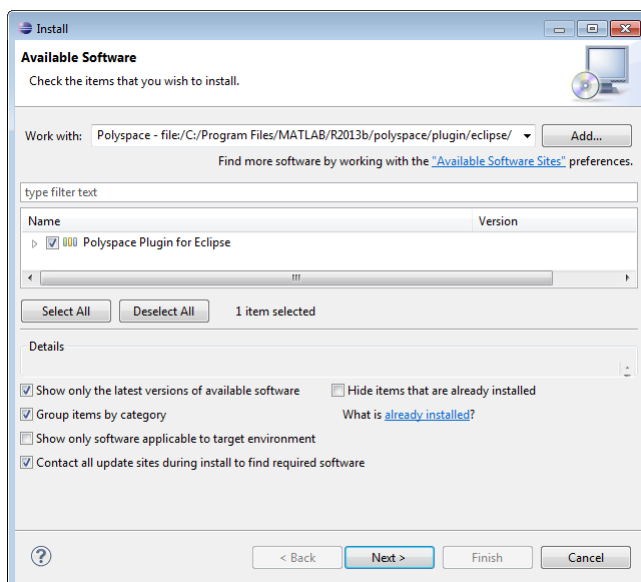 Install
Available Software
Check the items that you wish to install.
Work with: Polyspace - file:/C:/Program Files/MATLAB/R2013b/polyspace/plugin/eclipse/ Add...
Find more software by working with the "Available Software Sites" preferences.
type filter text
Name Version
Polyspace Plugin for Eclipse
Select All Deselect All 1 item selected
Details
Show only the latest versions of available software Hide items that are already installed
Group items by category What is already installed?
Show only software applicable to target environment
Contact all update sites during install to find required software
? < Back Next > Finish Cancel